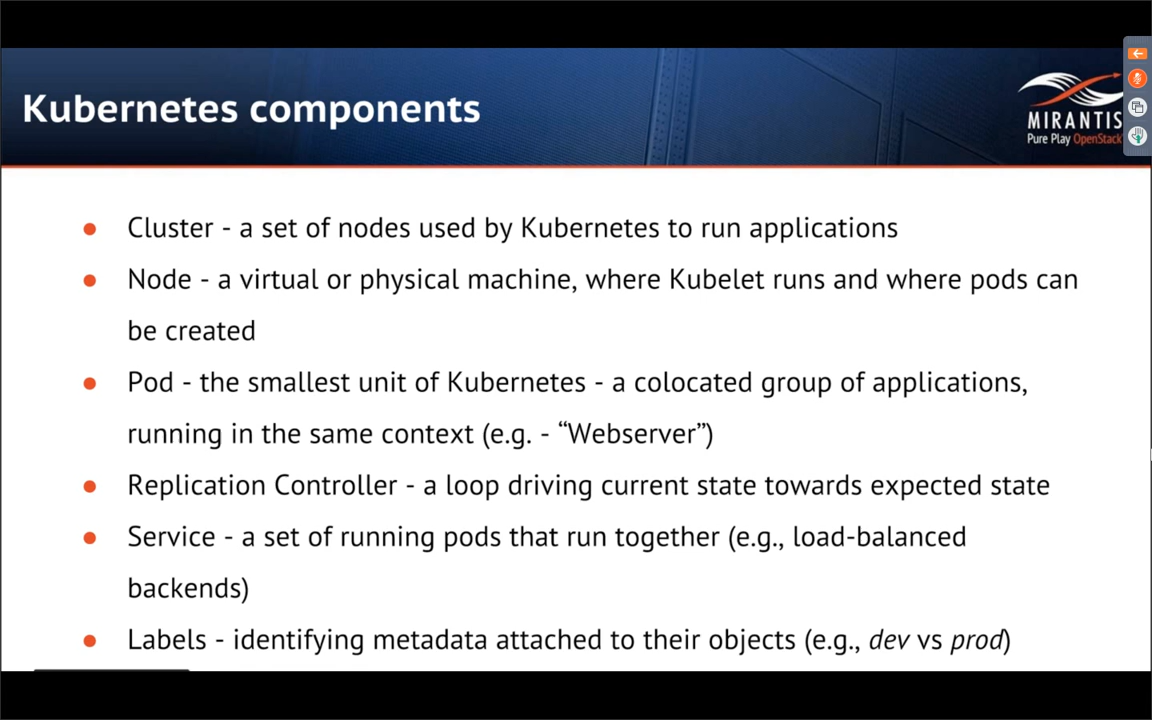 Kubernetes components
MIRANTIS
Pure Play OpenStack
● Cluster - a set of nodes used by Kubernetes to run applications
● Node - a virtual or physical machine, where Kubelet runs and where pods can
be created
● Pod - the smallest unit of Kubernetes - a colocated group of applications,
running in the same context (e.g. - “Webserver”)
● Replication Controller - a loop driving current state towards expected state
● Service - a set of running pods that run together (e.g., load-balanced
backends)
● Labels - identifying metadata attached to their objects (e.g., dev vs prod)